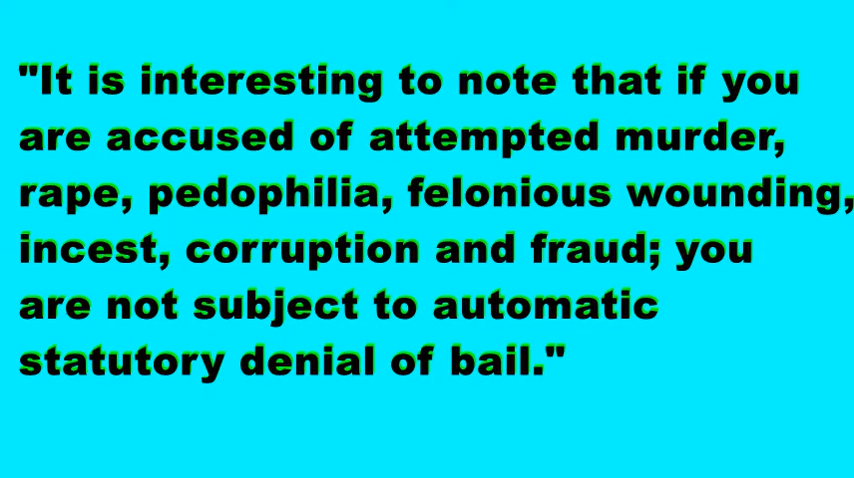 "It is interesting to note that if you
are accused of attempted murder,
rape, pedophilia, felonious wounding,
incest, corruption and fraud; you
are not subject to automatic
statutory denial of bail."